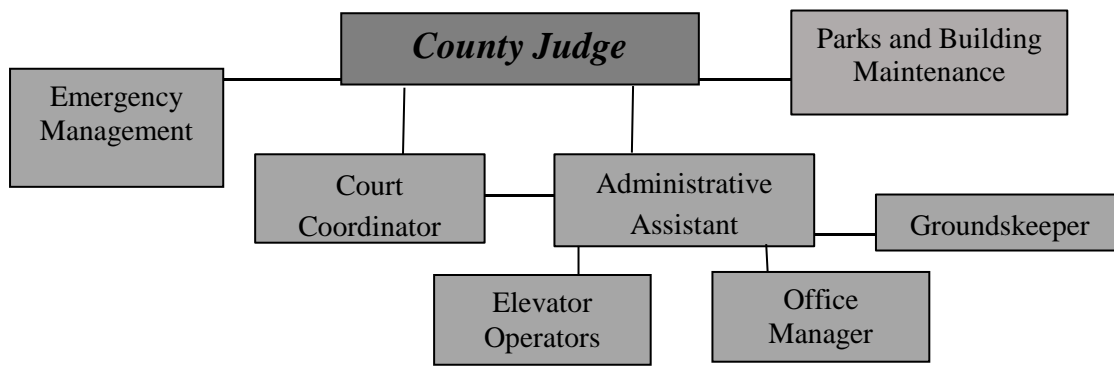 County Judge
Parks and Building
Maintenance
Emergency
Management
Court
Coordinator
Administrative
Assistant
Groundskeeper
Elevator
Operators
Office
Manager